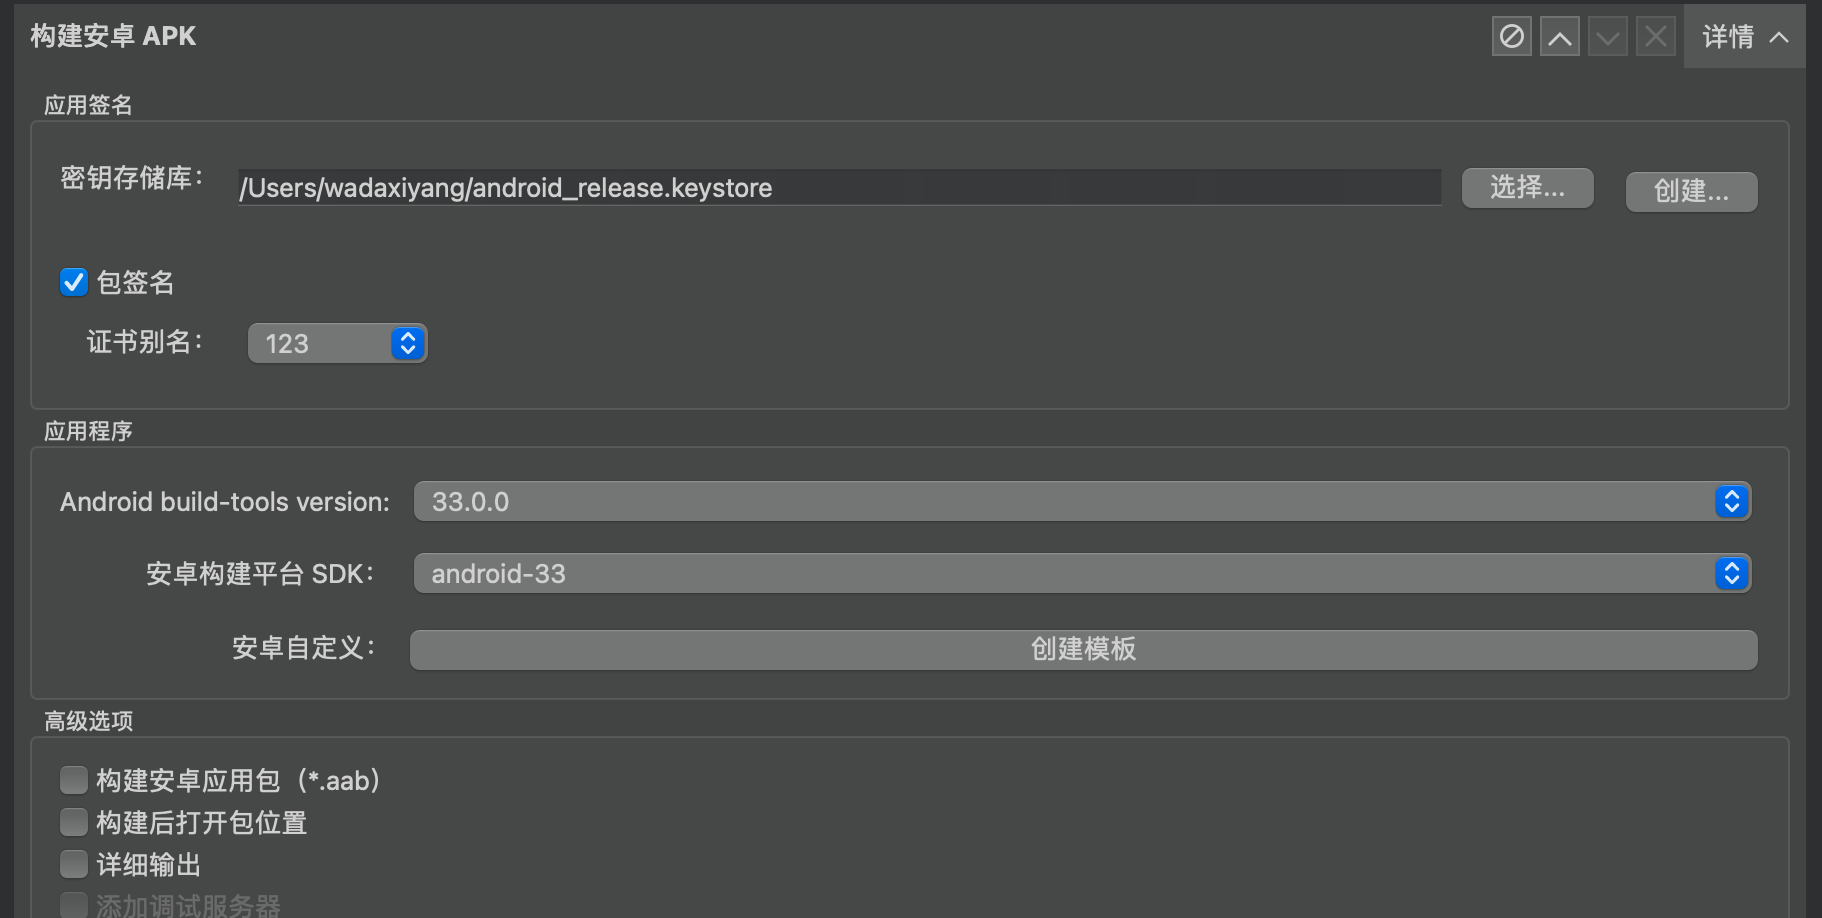 构建安卓 APK
详情
应用签名
密钥存储库：
/Users/wadaxiyang/android_release.keystore
选择...
创建...
包签名
证书别名：
123
应用程序
Android build-tools version:
33.0.0
安卓构建平台 SDK：
android-33
安卓自定义：
创建模板
高级选项
构建安卓应用包（*.aab）
构建后打开包位置
详细输出
添加调试服务器